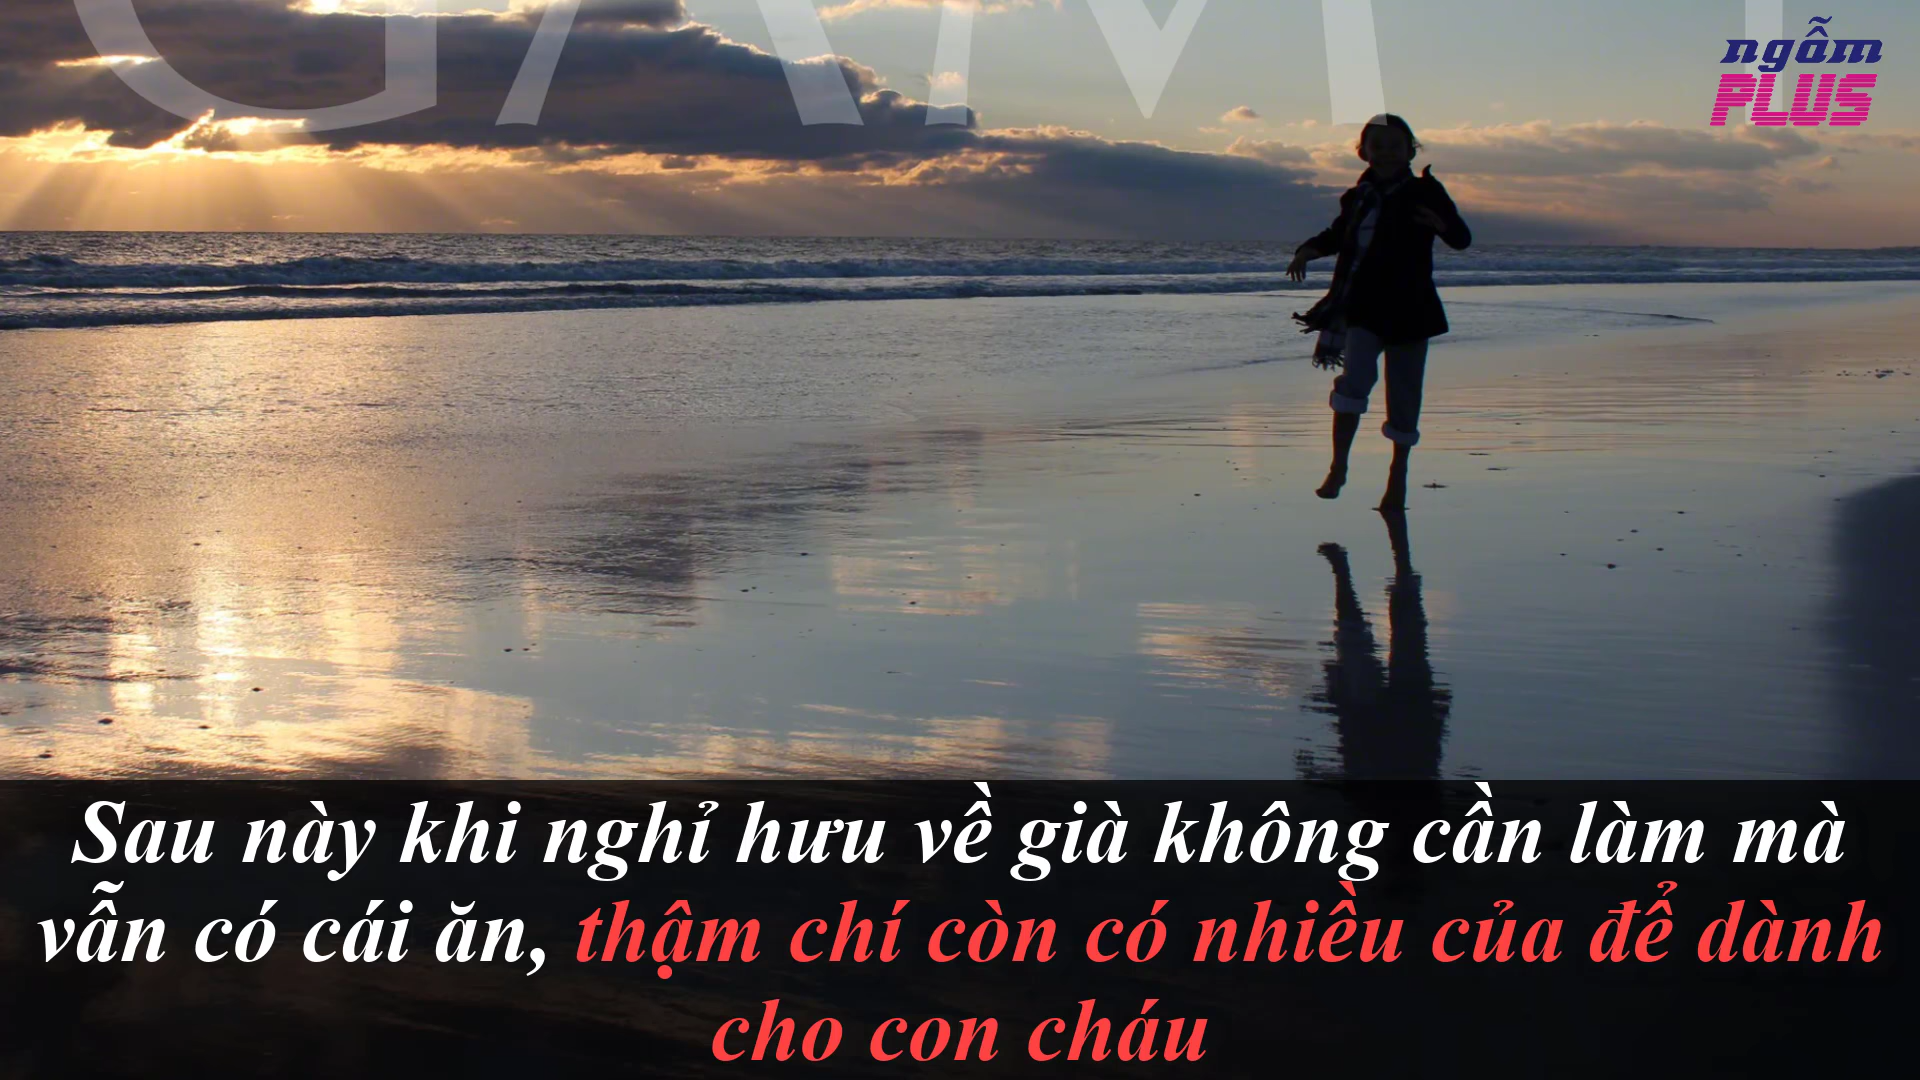 GAM
ngẫm
PLUS
Sau này khi nghỉ hưu về già không cần làm mà
vẫn có cái ăn, thậm chí còn có nhiều của để dành
cho con cháu